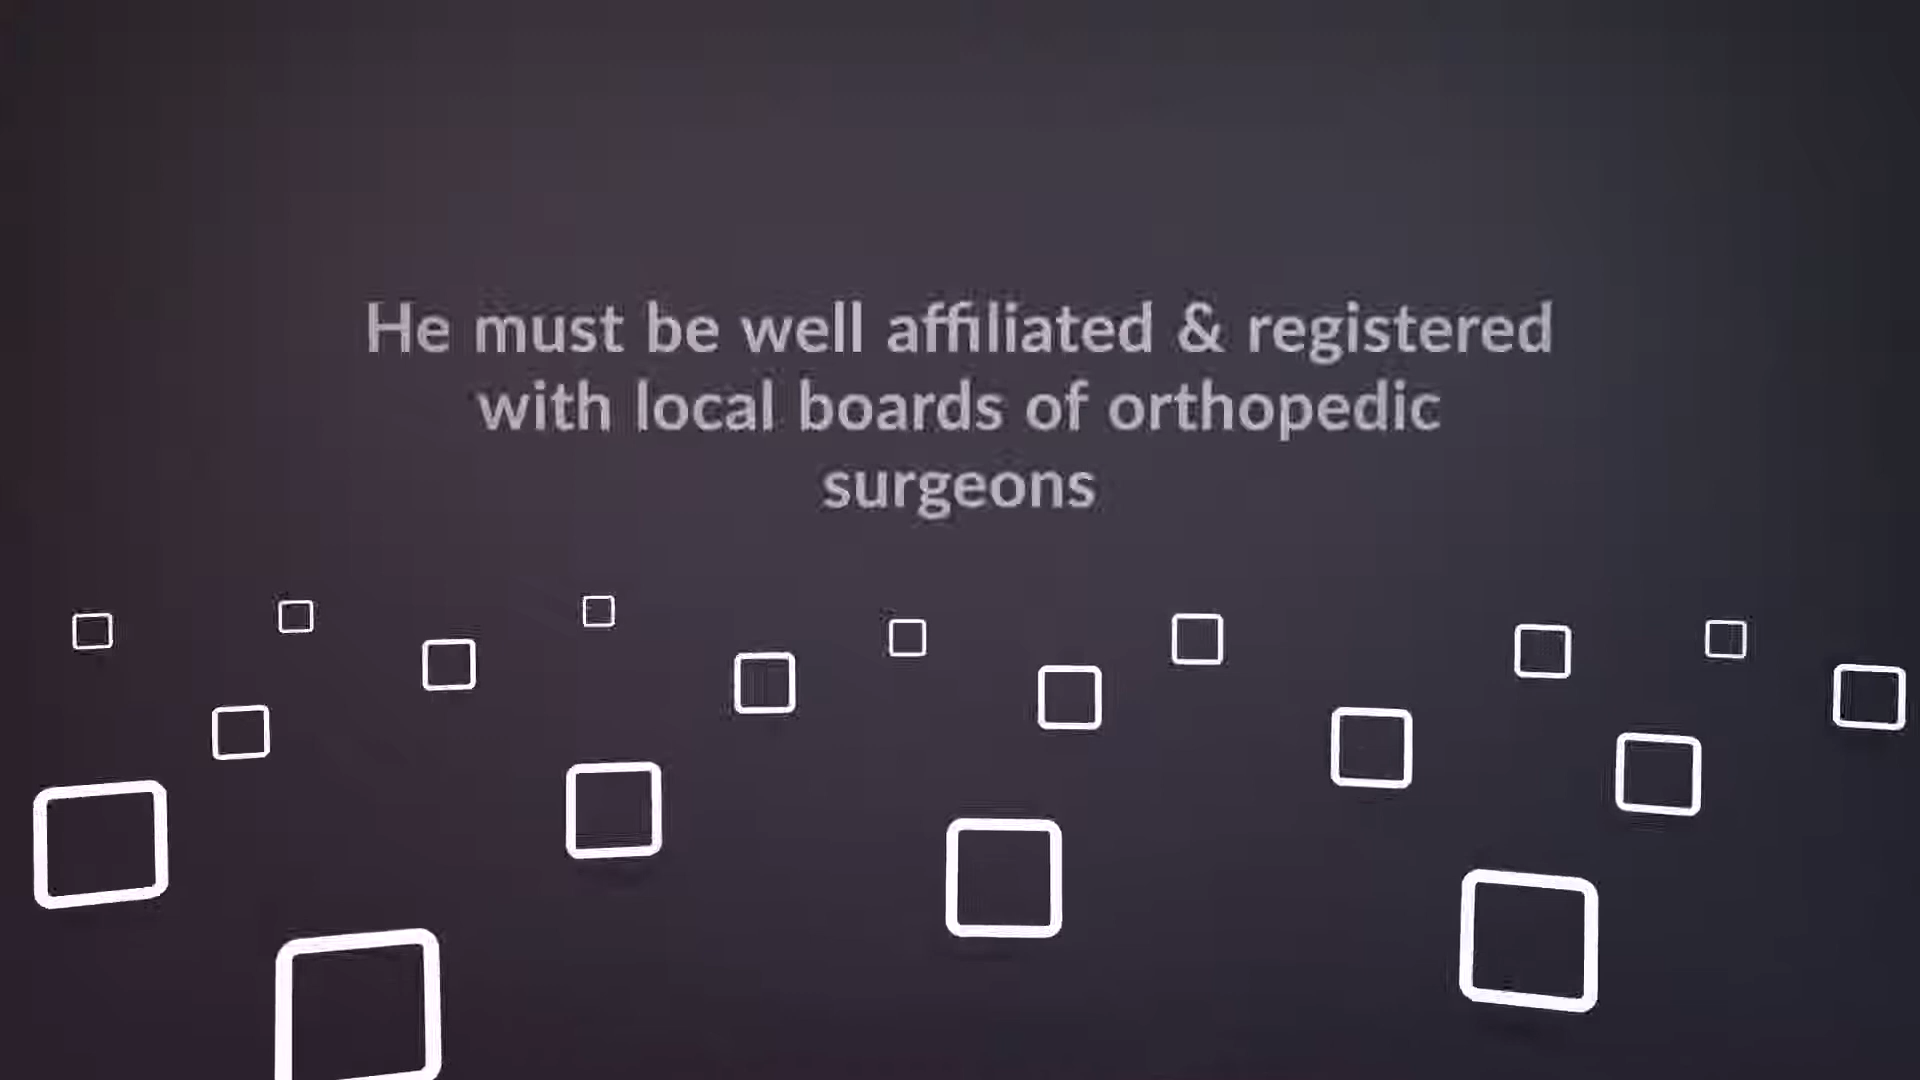 He must be well affiliated & registered
with local boards of orthopedic
surgeons